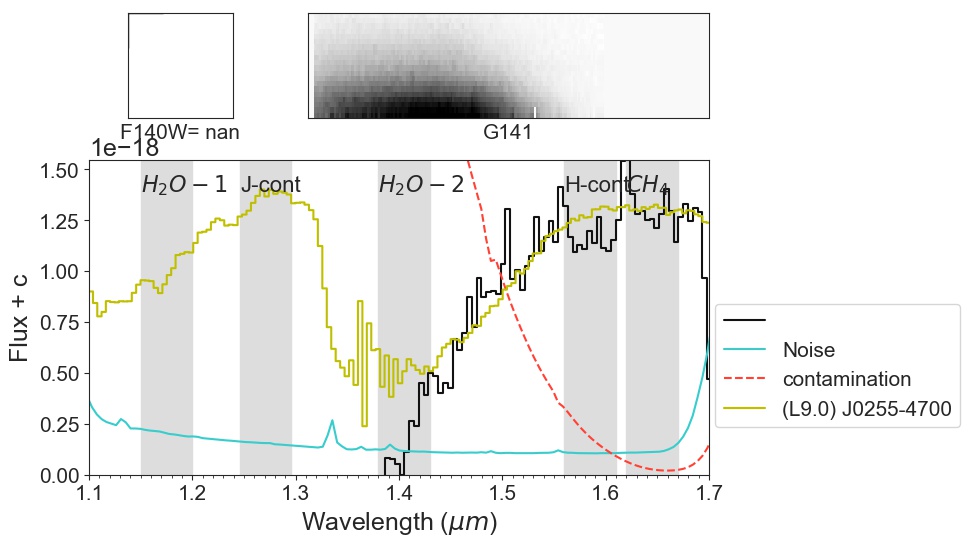 F140W= nan
G141
1e−18
H₂O − 1
J-cont
H₂O − 2
H-cont
CH₄
1.50
1.25
1.00
0.75
0.50
0.25
0.00
Flux + c
1.1
1.2
1.3
1.4
1.5
1.6
1.7
Wavelength (μm)
Noise
contamination
(L9.0) J0255-4700